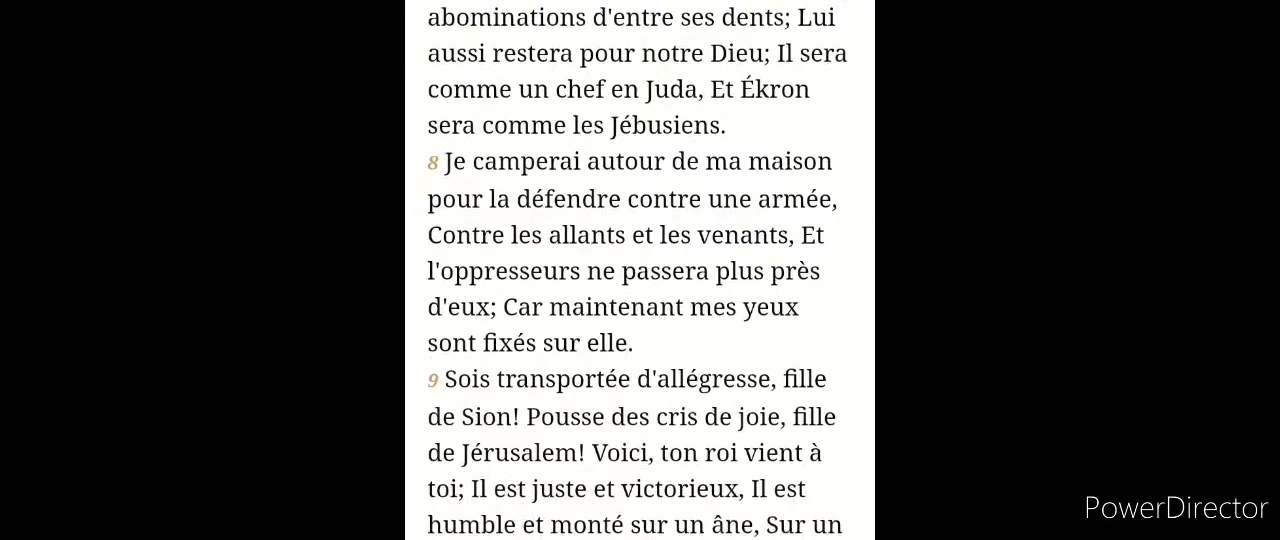 abominations d'entre ses dents; Lui
aussi restera pour notre Dieu; Il sera
comme un chef en Juda, Et Ékron
sera comme les Jébusiens.
8 Je camperai autour de ma maison
pour la défendre contre une armée,
Contre les allants et les venants, Et
l'oppresseurs ne passera plus près
d'eux; Car maintenant mes yeux
sont fixés sur elle.
9 Sois transportée d'allégresse, fille
de Sion! Pousse des cris de joie, fille
de Jérusalem! Voici, ton roi vient à
toi; Il est juste et victorieux, Il est
humble et monté sur un âne, Sur un
PowerDirector